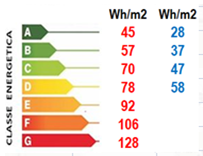 CLASSE ENERGETICA
Wh/m2 Wh/m2
A 45 28
B 57 37
C 70 47
D 78 58
E 92
F 106
G 128